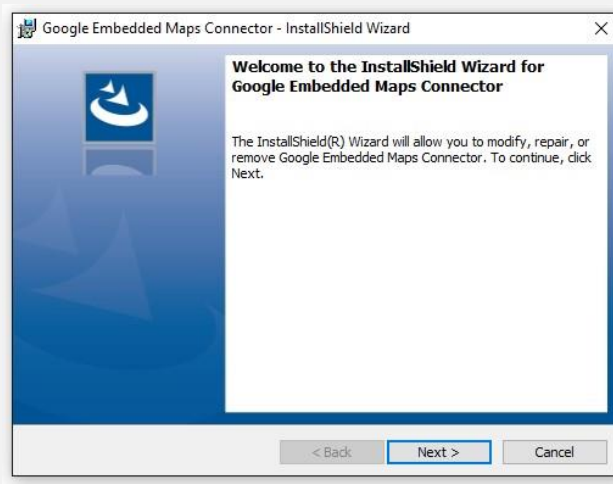 Google Embedded Maps Connector - InstallShield Wizard
Welcome to the InstallShield Wizard for
Google Embedded Maps Connector
The InstallShield(R) Wizard will allow you to modify, repair, or
remove Google Embedded Maps Connector. To continue, click
Next.
< Back Next > Cancel